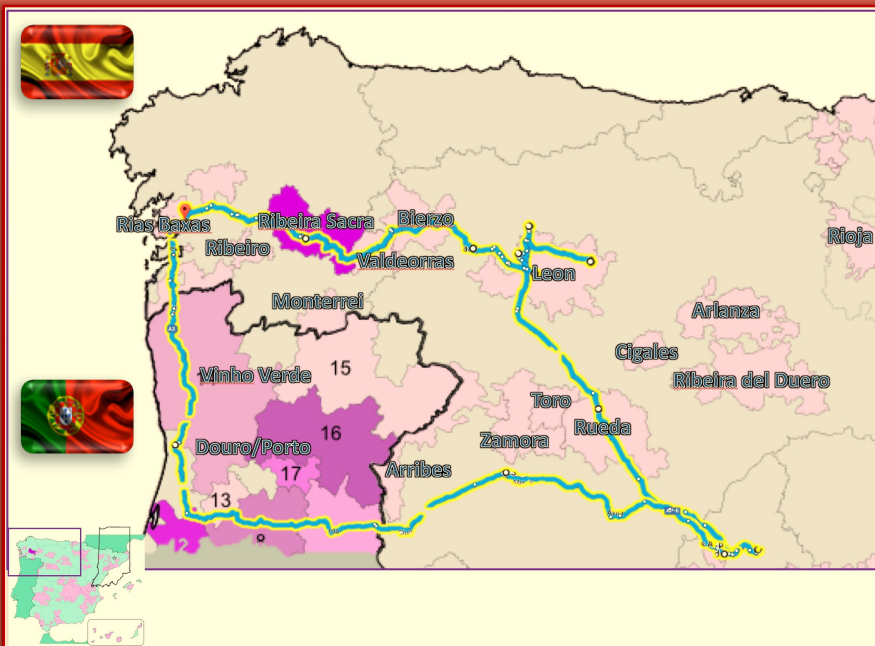 Rías Baxas
Ribeira Sacra
Bierzo
Rioja
Ribeiro
Valdeorras
Leon
Monterrei
Arlanza
Cigales
Ribeira del Duero
Vinho Verde
15
Toro
Rueda
Zamora
16
Douro/Porto
17
Arribes
13